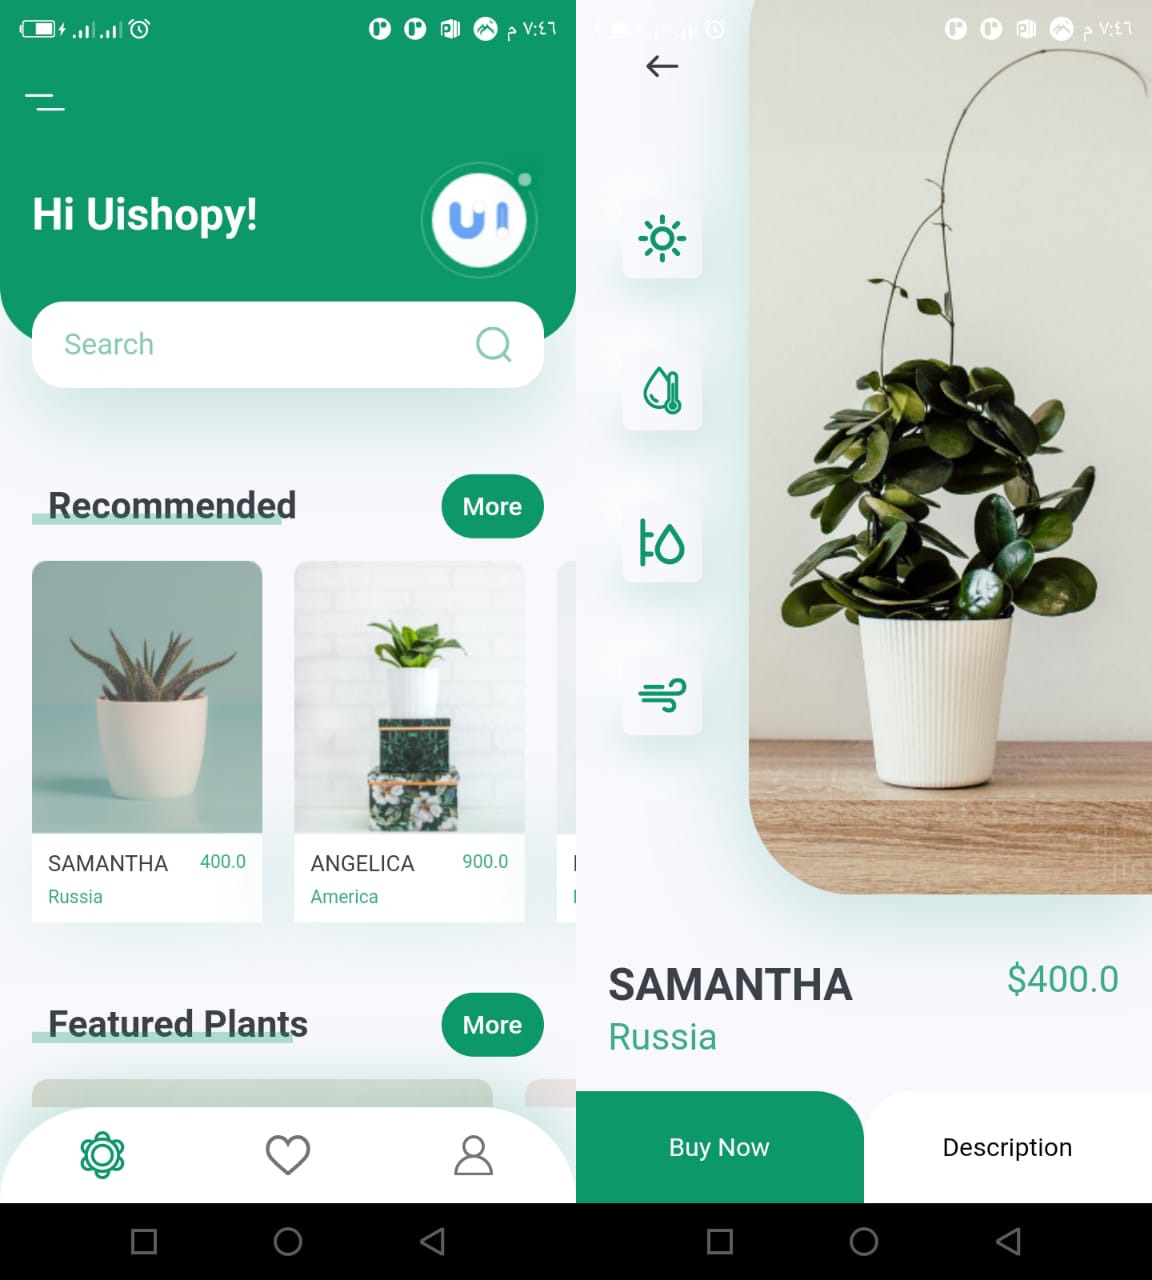 م ٧:٤٦
Hi Uishopy!
UI
Search
Recommended
More
SAMANTHA
400.0
Russia
ANGELICA
900.0
America
Featured Plants
More
م ٧:٤٦
SAMANTHA
$400.0
Russia
Buy Now
Description